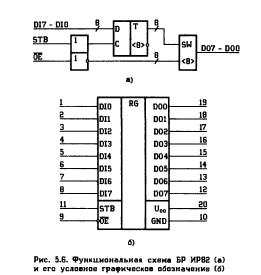 DI7 - DI0 8 D T 8 SW DO7 - DO0
STB 1 C <8> 8
OE 1 <8>
а)
1 DI0 RG DO0 19
2 DI1 DO1 18
3 DI2 DO2 17
4 DI3 DO3 16
5 DI4 DO4 15
6 DI5 DO5 14
7 DI6 DO6 13
8 DI7 DO7 12
11 STB Ucc 20
9 OE GND 10
б)
Рис. 5.6. Функциональная схема БР ИР82 (а)
и его условное графическое обозначение (б)